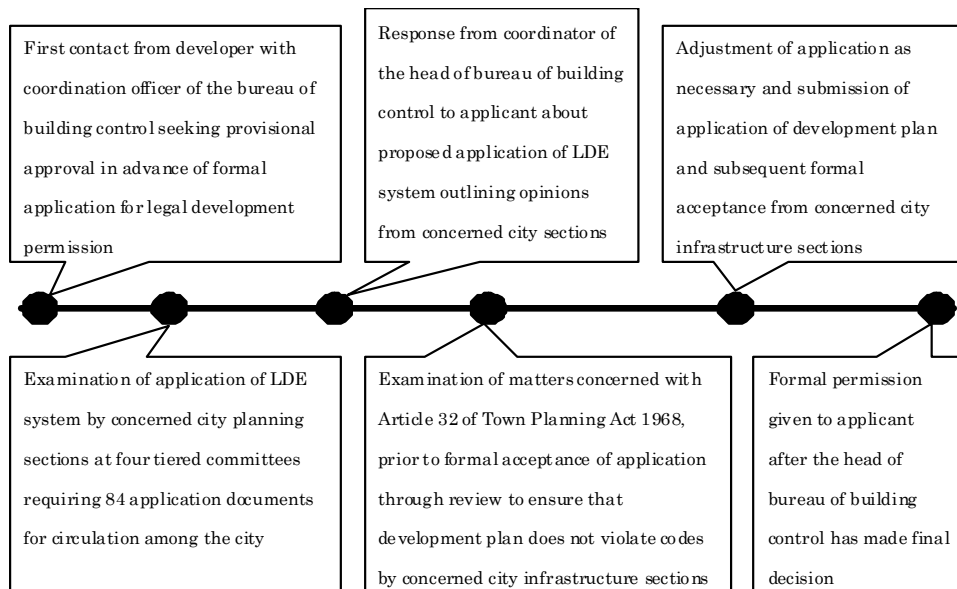 First contact from developer with
coordination officer of the bureau of
building control seeking provisional
approval in advance of formal
application for legal development
permission
Examination of application of LDE
system by concerned city planning
sections at four tiered committees
requiring 84 application documents
for circulation among the city
Response from coordinator of
the head of bureau of building
control to applicant about
proposed application of LDE
system outlining opinions
from concerned city sections
Examination of matters concerned with
Article 32 of Town Planning Act 1968,
prior to formal acceptance of application
through review to ensure that
development plan does not violate codes
by concerned city infrastructure sections
Adjustment of application as
necessary and submission of
application of development plan
and subsequent formal
acceptance from concerned city
infrastructure sections
Formal permission
given to applicant
after the head of
bureau of building
control has made final
decision